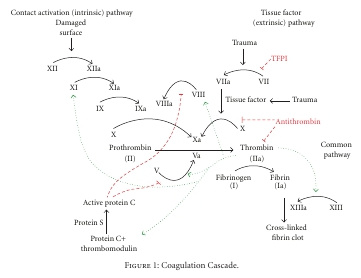 Contact activation (intrinsic) pathway
Damaged
surface
Tissue factor
(extrinsic) pathway
Trauma
TFPI
XII
XIIa
VIIa
VII
XI
XIa
VIII
VIIIa
IX
IXa
Tissue factor
Trauma
X
Xa
X
Antithrombin
Prothrombin
(II)
Va
V
Thrombin
(IIa)
Common
pathway
Fibrinogen
(I)
Fibrin
(Ia)
Active protein C
XIIIa
XIII
Protein S
Cross-linked
fibrin clot
Protein C+
thrombomodulin
Figure 1: Coagulation Cascade.